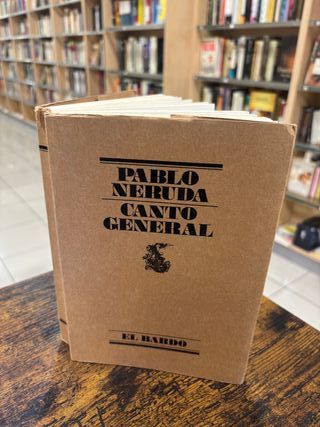 PABLO
NERUDA
CANTO
GENERAL
EL BARDO